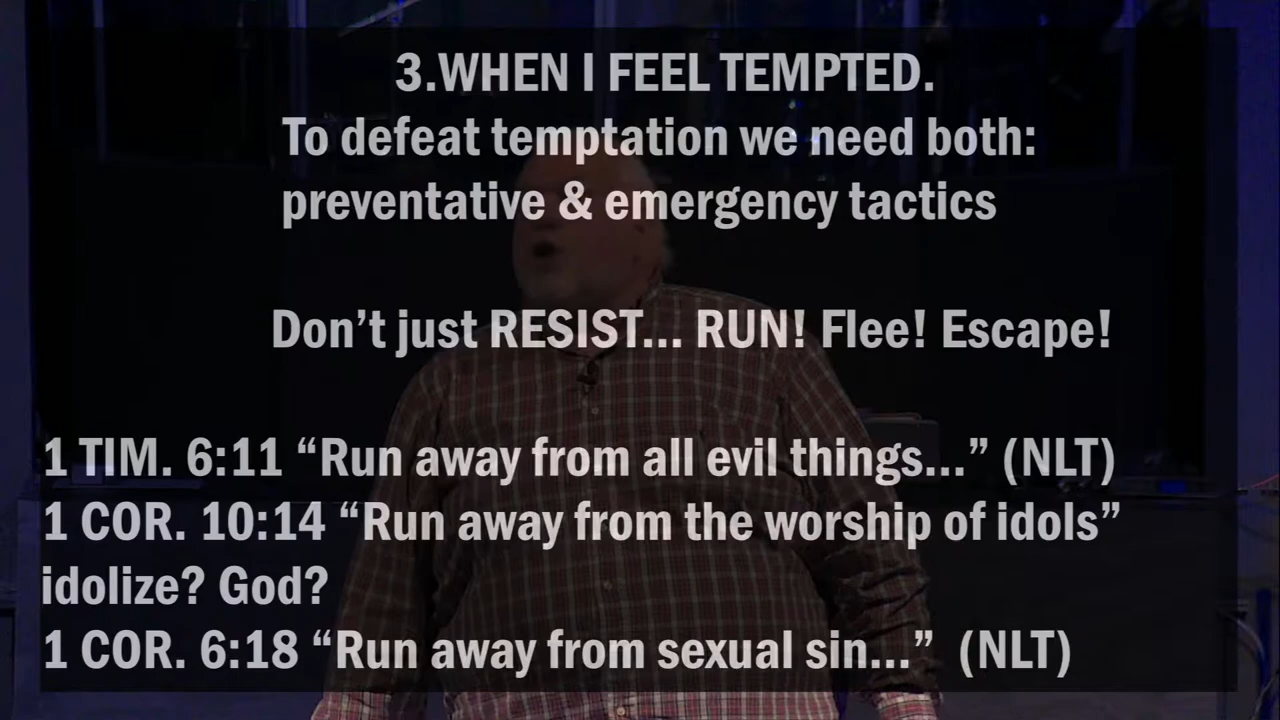 3.WHEN I FEEL TEMPTED.
To defeat temptation we need both:
preventative & emergency tactics
Don’t just RESIST... RUN! Flee! Escape!
1 TIM. 6:11 “Run away from all evil things...” (NLT)
1 COR. 10:14 “Run away from the worship of idols”
idolize? God?
1 COR. 6:18 “Run away from sexual sin...” (NLT)